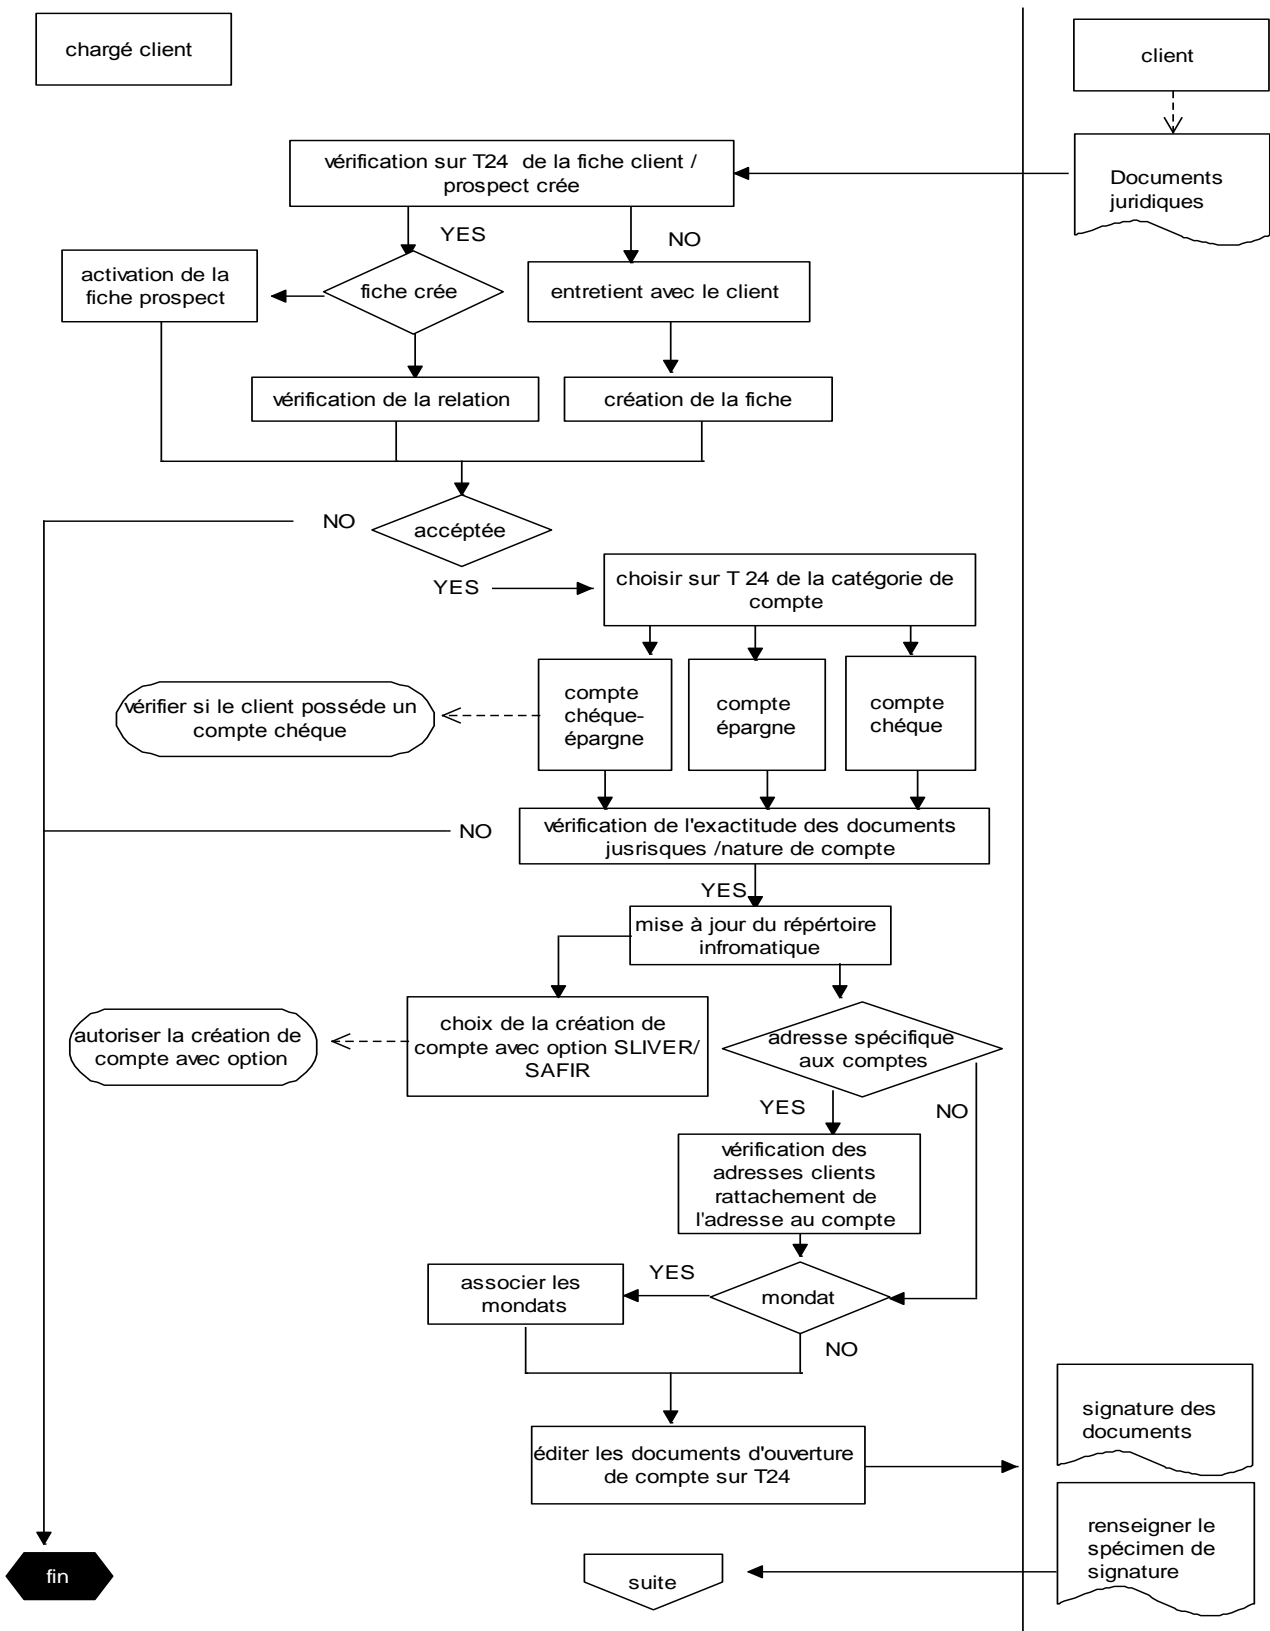 chargé client
client
Documents
juridiques
vérification sur T24 de la fiche client /
prospect crée
YES
NO
activation de la
fiche prospect
fiche crée
entretient avec le client
vérification de la relation
création de la fiche
NO
accéptée
YES
choisir sur T 24 de la catégorie de
compte
vérifier si le client posséde un
compte chéque
compte
chéque-
épargne
compte
épargne
compte
chéque
NO
vérification de l'exactitude des documents
jusrisques /nature de compte
YES
mise à jour du répértoire
infromatique
autoriser la création de
compte avec option
choix de la création de
compte avec option SLIVER/
SAFIR
adresse spécifique
aux comptes
YES
NO
vérification des
adresses clients
rattachement de
l'adresse au compte
associer les
mondats
YES
mondat
NO
signature des
documents
éditer les documents d'ouverture
de compte sur T24
renseigner le
spécimen de
signature
fin
suite